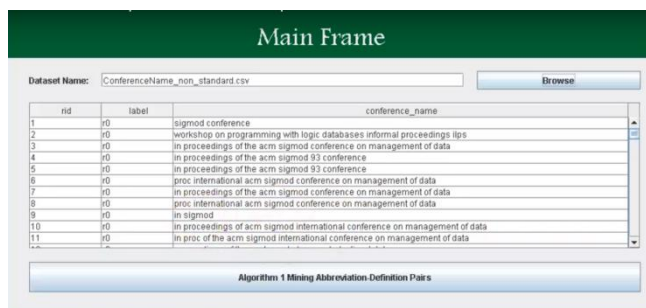 Main Frame
Dataset Name: ConferenceName_non_standard.csv Browse
rid label conference_name
1 r0 sigmod conference
2 r0 workshop on programming with logic databases informal proceedings ilps
3 r0 in proceedings of the acm sigmod conference on management of data
4 r0 in proceedings of the acm sigmod 93 conference
5 r0 in proceedings of the acm sigmod 93 conference
6 r0 proc international acm sigmod conference on management of data
7 r0 in proceedings of the acm sigmod conference on management of data
8 r0 proc international acm sigmod conference on management of data
9 r0 in sigmod
10 r0 in proceedings of acm sigmod international conference on management of data
11 r0 in proc of the acm sigmod international conference on management of data
Algorithm 1 Mining Abbreviation-Definition Pairs